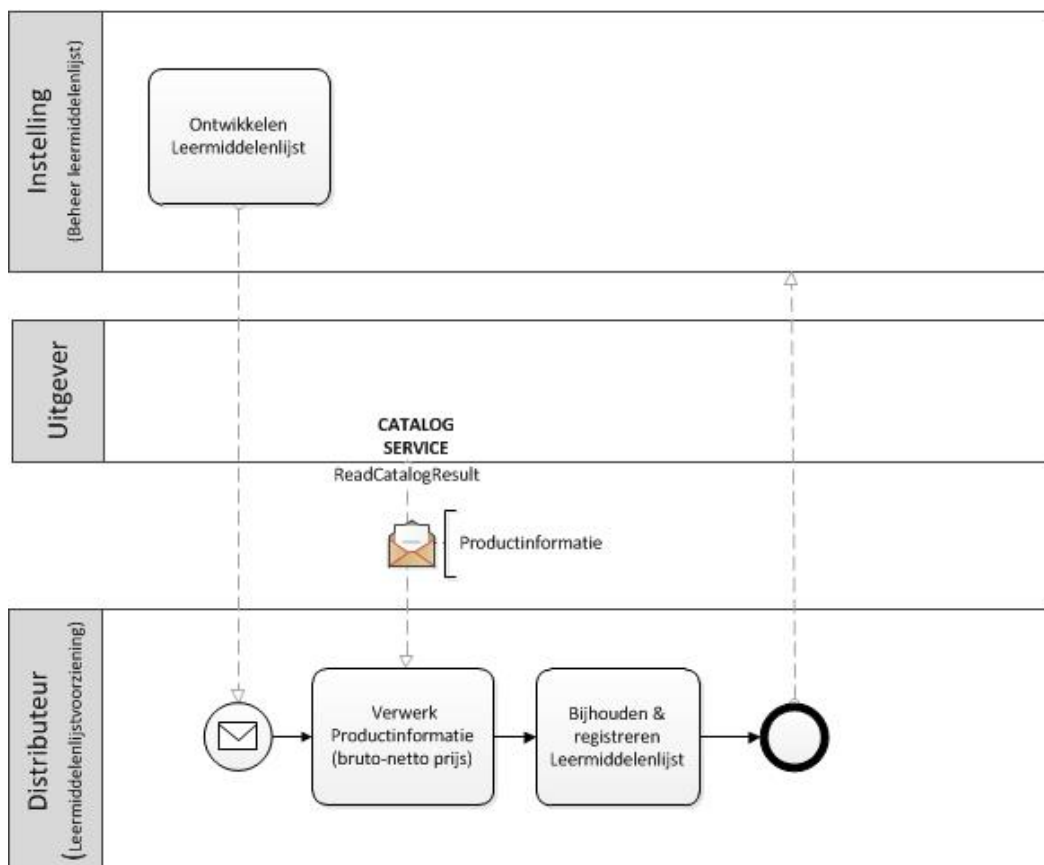 Instelling
(Beheer leermiddelenlijst)
Ontwikkelen
Leermiddelenlijst
Uitgever
CATALOG
SERVICE
ReadCatalogResult
Productinformatie
Distributeur
(Leermiddelenlijstvoorziening)
Verwerk
Productinformatie
(bruto-netto prijs)
Bijhouden &
registreren
Leermiddelenlijst